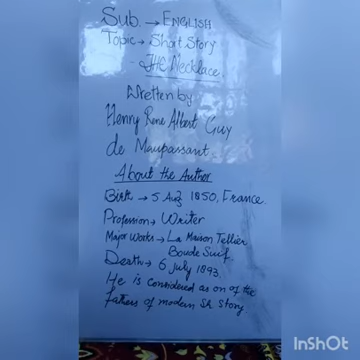 Sub → ENGLISH
Topic → Short Story
- THE Necklace
Wretten by
Henry Rene Albert Guy
de Maupassant
About the Author
Birth → 5 Aug 1850, France.
Profession → Writer
Major Works → La Maison Tellier
Boude Suif.
Death → 6 July 1893.
He is considered as on of the
fathers of modern Sh. Story
InShOt